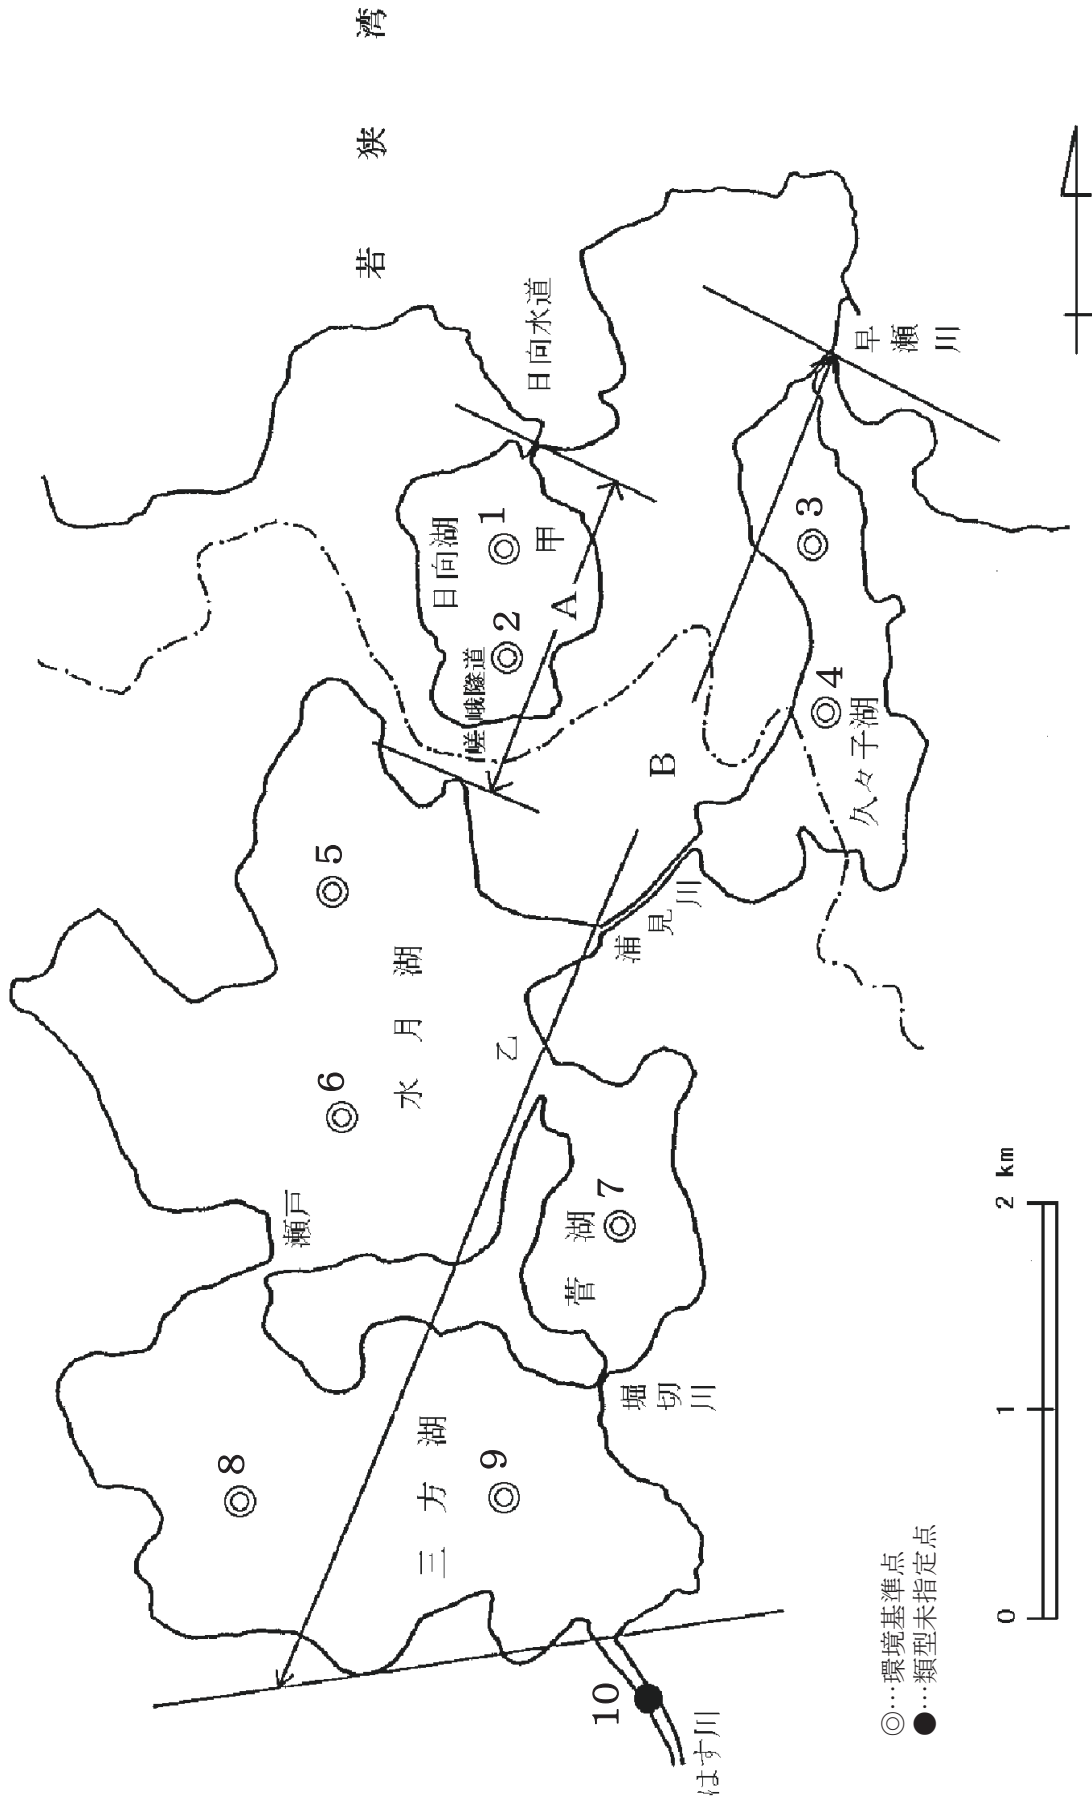 若狭湾
日向水道
早瀬川
日向湖
1
甲
2
A
嵯峨隧道
3
4
久々子湖
B
5
水月湖
6
乙
浦見川
瀬戸
菅湖
7
堀切川
8
三方湖
9
10
はす川
0 1 2 km
◎…環境基準点
●…類型未指定点